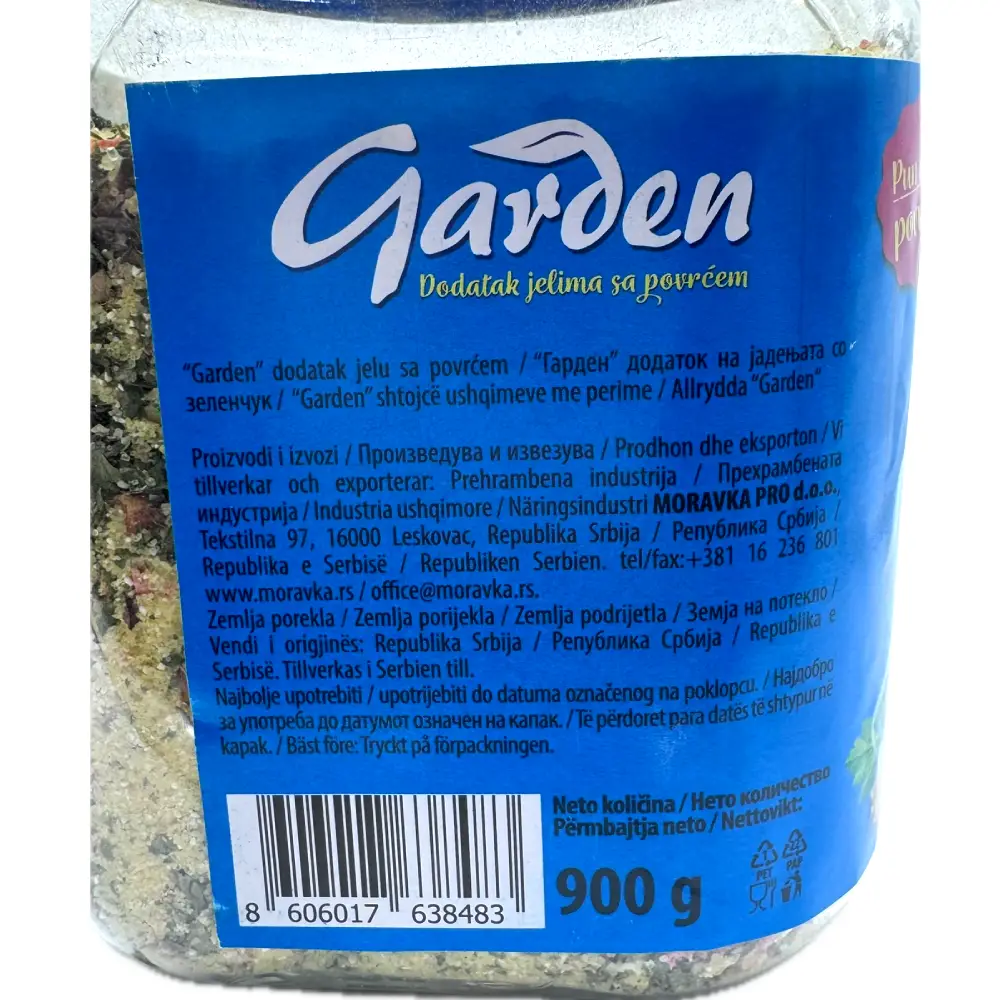 Garden
Dodatak jelima sa povrćem
"Garden" dodatak jelu sa povrćem / "Гарден" додаток на јадењата со
зеленчук / "Garden" shtojcë ushqimeve me perime / Allrydda "Garden"
Proizvodi i izvozi / Произведува и извезува / Prodhon dhe eksporton / Vi
tillverkar och exporterar: Prehrambena industrija / Прехрамбената
индустрија / Industria ushqimore / Näringsindustri MORAVKA PRO d.o.o.,
Tekstilna 97, 16000 Leskovac, Republika Srbija / Република Србија /
Republika e Serbisë / Republiken Serbien. tel/fax:+381 16 236 801
www.moravka.rs / office@moravka.rs.
Zemlja porekla / Zemlja porijekla / Zemlja podrijetla / Земја на потекло /
Vendi i origjinës: Republika Srbija / Република Србија / Republika e
Serbisë. Tillverkas i Serbien till.
Najbolje upotrebiti / upotrijebiti do datuma označenog na poklopcu. / Најдобро
за употреба до датумот означен на капак. / Të përdoret para datës të shtypur në
kapak. / Bäst före: Tryckt på förpackningen.
Neto količina / Нето количество
Përmbajtja neto / Nettovikt:
900 g
8 606017 638483
1 PET
22 PAP